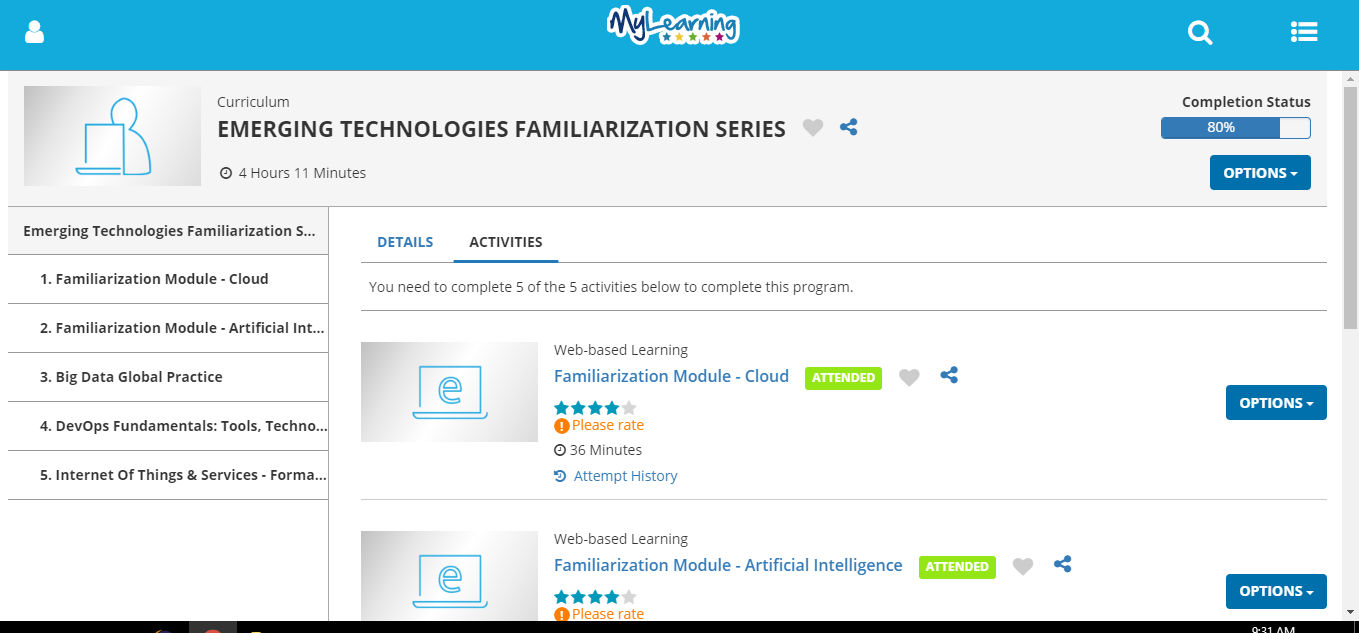 MyLearning
Curriculum
EMERGING TECHNOLOGIES FAMILIARIZATION SERIES
4 Hours 11 Minutes
Completion Status
80%
OPTIONS
Emerging Technologies Familiarization S...
1. Familiarization Module - Cloud
2. Familiarization Module - Artificial Int...
3. Big Data Global Practice
4. DevOps Fundamentals: Tools, Techno...
5. Internet Of Things & Services - Forma...
DETAILS ACTIVITIES
You need to complete 5 of the 5 activities below to complete this program.
Web-based Learning
Familiarization Module - Cloud ATTENDED
Please rate
36 Minutes
Attempt History
OPTIONS
Web-based Learning
Familiarization Module - Artificial Intelligence ATTENDED
Please rate
OPTIONS
9:31 AM